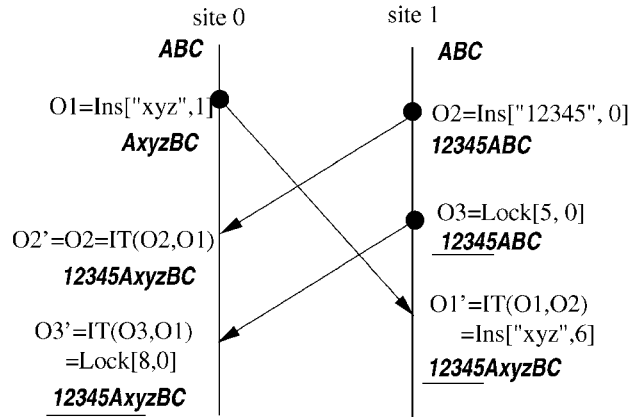 site 0
site 1
ABC
ABC
O1=Ins["xyz",1]
AxyzBC
O2=Ins["12345", 0]
12345ABC
O3=Lock[5, 0]
12345ABC
O2'=O2=IT(O2,O1)
12345AxyzBC
O1'=IT(O1,O2)
=Ins["xyz",6]
12345AxyzBC
O3'=IT(O3,O1)
=Lock[8,0]
12345AxyzBC